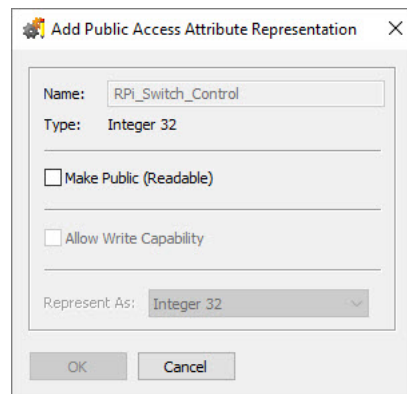 Add Public Access Attribute Representation
Name: RPi_Switch_Control
Type: Integer 32
Make Public (Readable)
Allow Write Capability
Represent As: Integer 32
OK Cancel